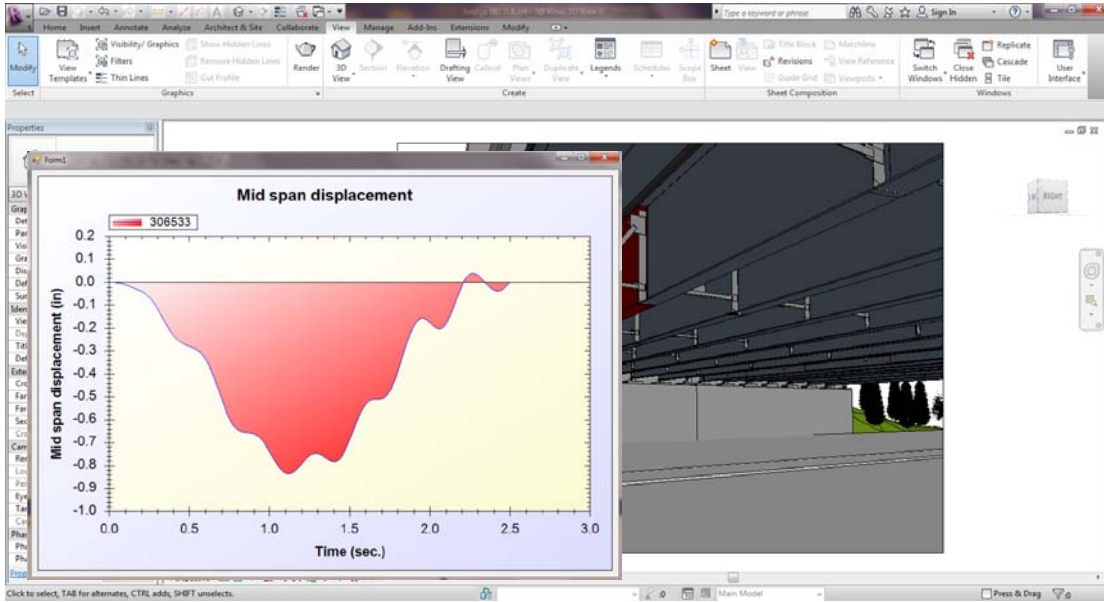 Type a keyword or phrase
Sign In
Home Insert Annotate Analyze Architect & Site Collaborate View Manage Add-Ins Extensions Modify
Modify
View Templates
Visibility/ Graphics
Filters
Thin Lines
Show Hidden Lines
Remove Hidden Lines
Cut Profile
Render
3D View
Section
Elevation
Drafting View
Callout
Plan Views
Duplicate View
Legends
Schedules
Scope Box
Sheet
View
Title Block
Revisions
Guide Grid
Matchline
View Reference
Viewports
Switch Windows
Close Hidden
Replicate
Cascade
Tile
User Interface
Select Graphics Create Sheet Composition Windows
Properties
Form1
Mid span displacement
306533
0.2
0.1
0.0
-0.1
-0.2
-0.3
-0.4
-0.5
-0.6
-0.7
-0.8
-0.9
-1.0
Mid span displacement (in)
0.0 0.5 1.0 1.5 2.0 2.5 3.0
Time (sec.)
RIGHT
Click to select, TAB for alternates, CTRL adds, SHIFT unselects.
:0
Main Model
Press & Drag
:0